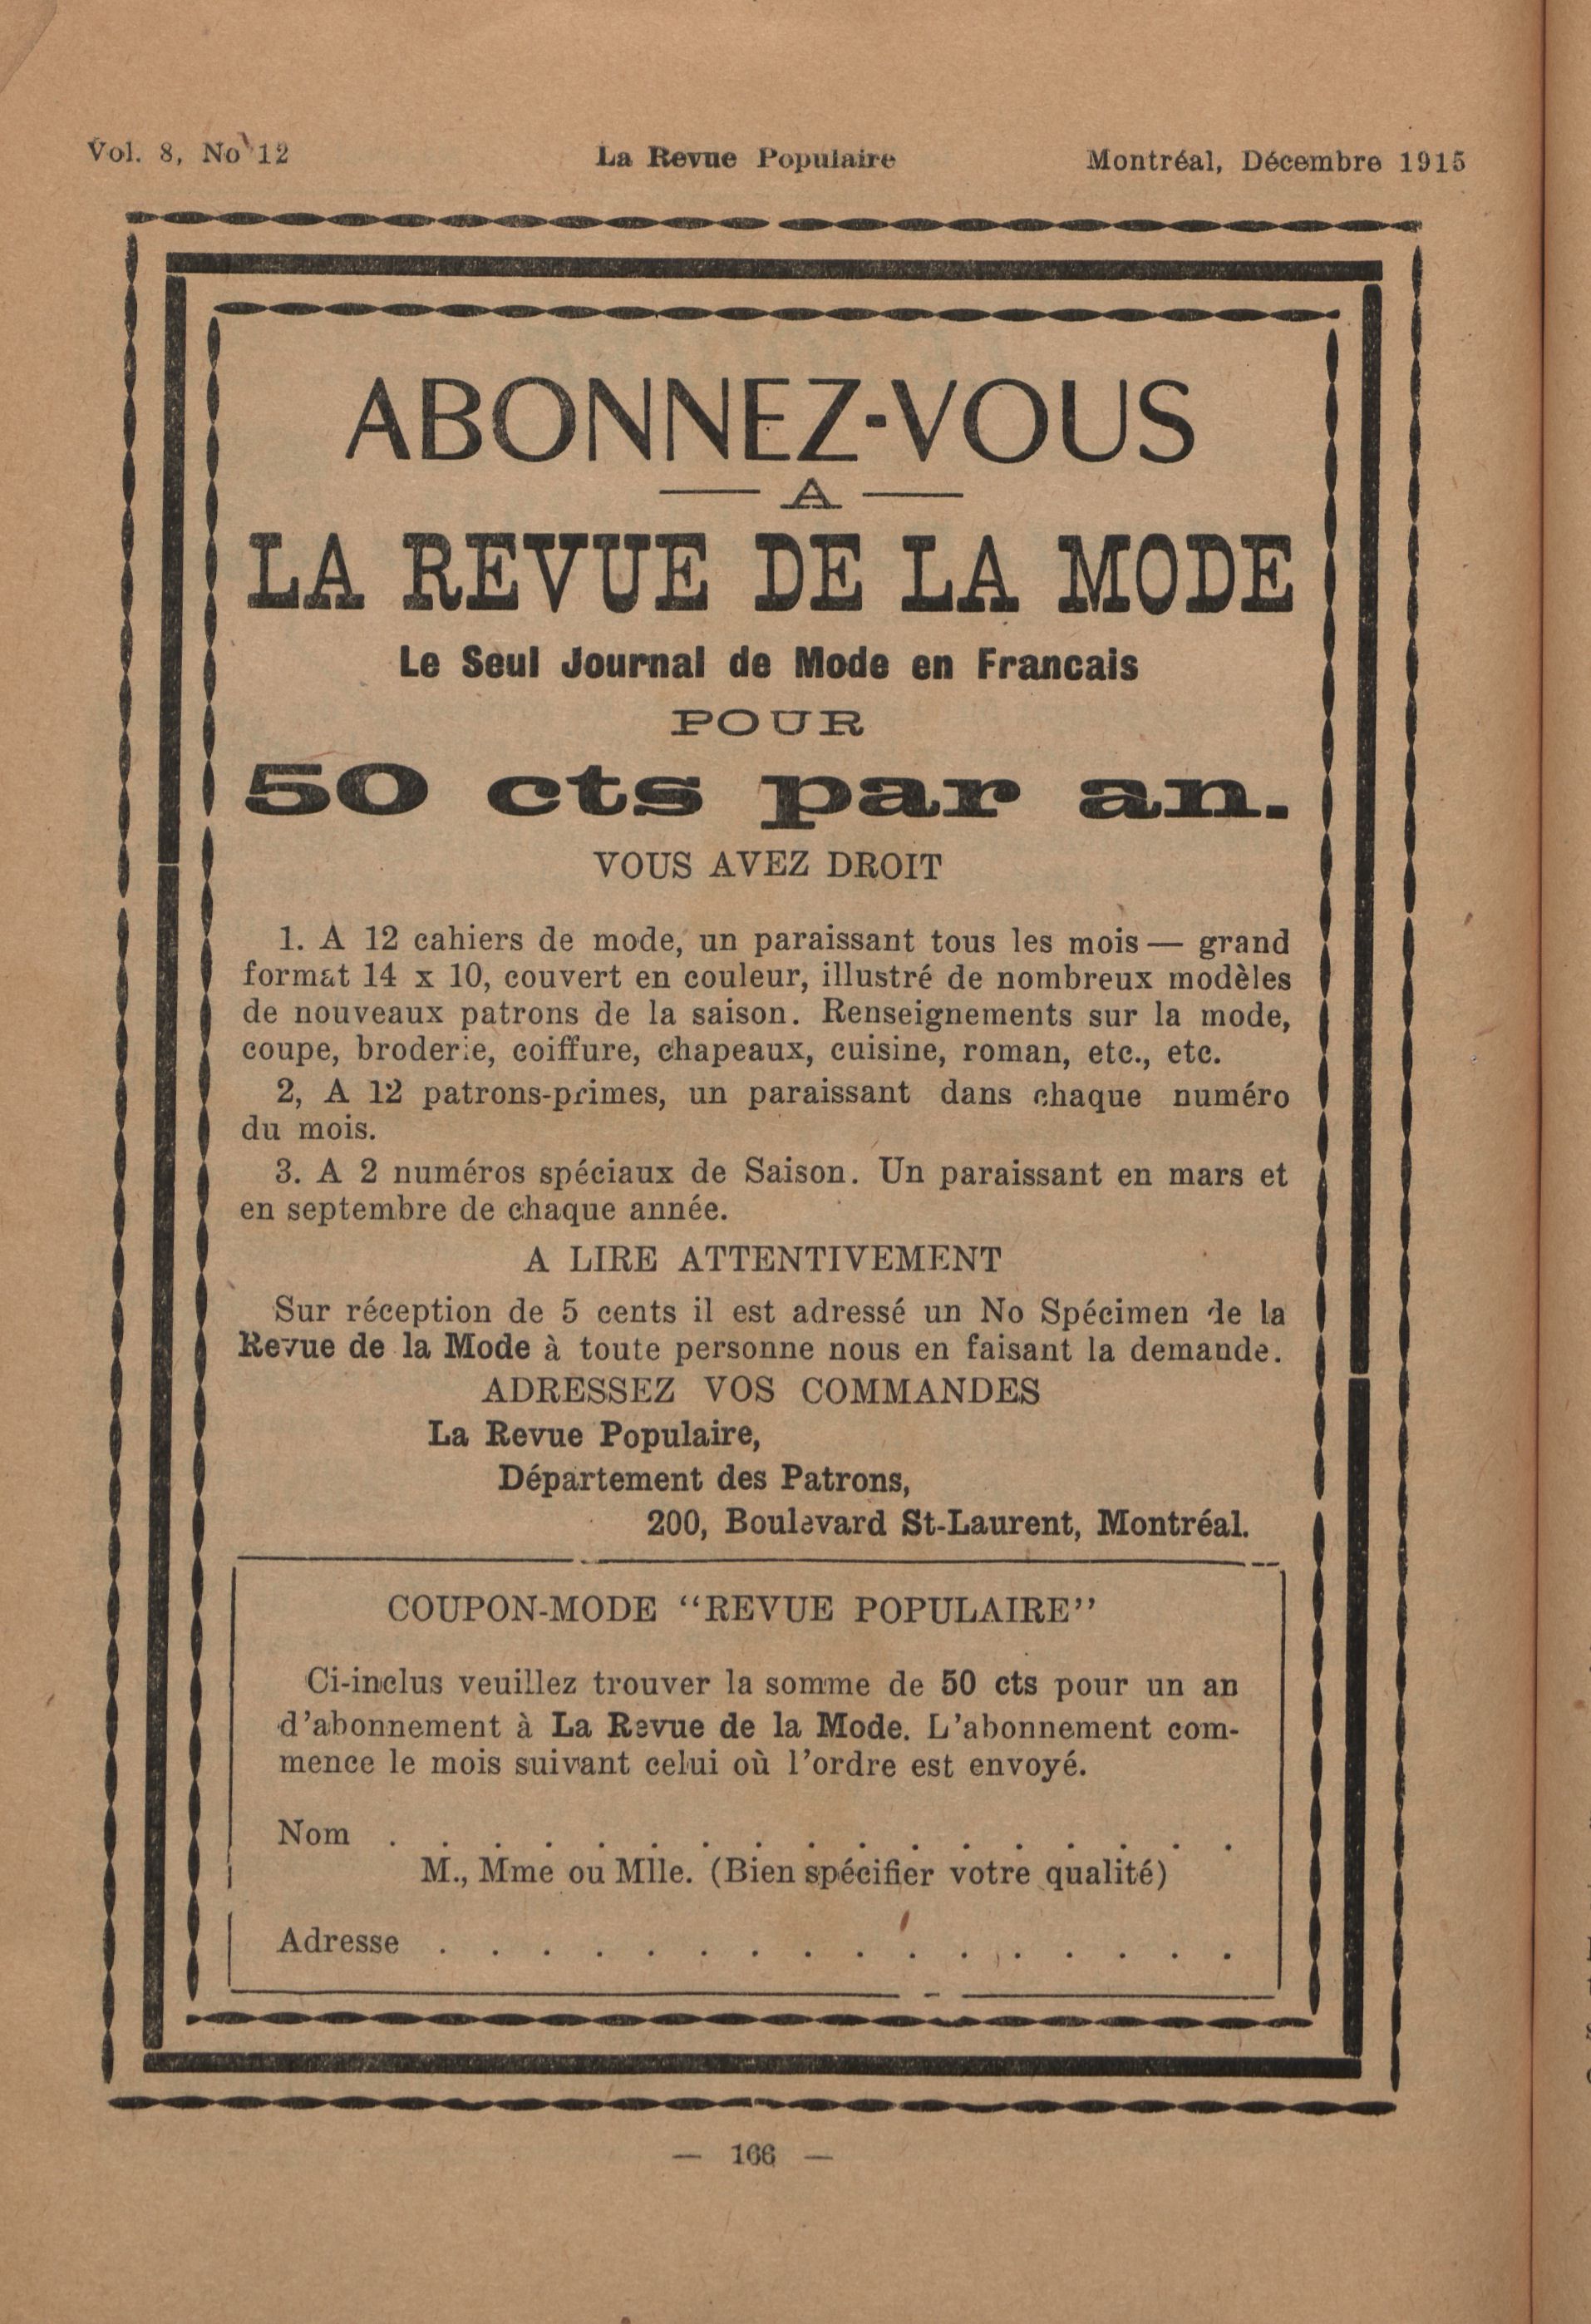 Vol. 8, No 12 La Revue Populaire Montréal, Décembre 1915
ABONNEZ-VOUS
— A —
LA REVUE DE LA MODE
Le Seul Journal de Mode en Francais
POUR
50 cts par an.
VOUS AVEZ DROIT
1. A 12 cahiers de mode, un paraissant tous les mois — grand
format 14 x 10, couvert en couleur, illustré de nombreux modèles
de nouveaux patrons de la saison. Renseignements sur la mode,
coupe, broderie, coiffure, chapeaux, cuisine, roman, etc., etc.
2, A 12 patrons-primes, un paraissant dans chaque numéro
du mois.
3. A 2 numéros spéciaux de Saison. Un paraissant en mars et
en septembre de chaque année.
A LIRE ATTENTIVEMENT
Sur réception de 5 cents il est adressé un No Spécimen de la
Revue de la Mode à toute personne nous en faisant la demande.
ADRESSEZ VOS COMMANDES
La Revue Populaire,
Département des Patrons,
200, Boulevard St-Laurent, Montréal.
COUPON-MODE "REVUE POPULAIRE"
Ci-inclus veuillez trouver la somme de 50 cts pour un an
d'abonnement à La Revue de la Mode. L'abonnement com-
mence le mois suivant celui où l'ordre est envoyé.
Nom . . . . . . . . . . . . . . . . .
M., Mme ou Mlle. (Bien spécifier votre qualité)
Adresse . . . . . . . . . . . . . . . .
— 166 —